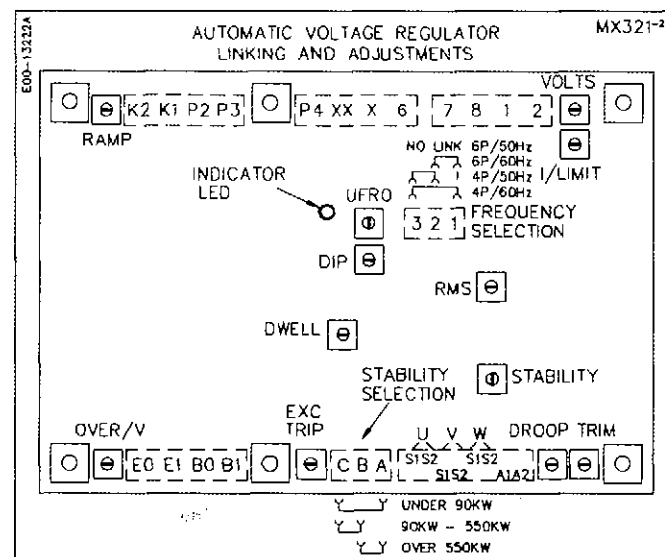 E00-13222A
AUTOMATIC VOLTAGE REGULATOR
LINKING AND ADJUSTMENTS
MX321-2
VOLTS
K2 K1 P2 P3
P4 XX X 6
7 8 1 2
RAMP
NO LINK 6P/50Hz
6P/60Hz
4P/50Hz
4P/60Hz
I/LIMIT
INDICATOR
LED
UFRO
3 2 1
FREQUENCY
SELECTION
DIP
RMS
DWELL
STABILITY
SELECTION
STABILITY
OVER/V
EXC
TRIP
U V W
DROOP TRIM
E0 E1 B0 B1
C B A
S1S2 S1S2
S1S2 A1A2
UNDER 90KW
90KW - 550KW
OVER 550KW